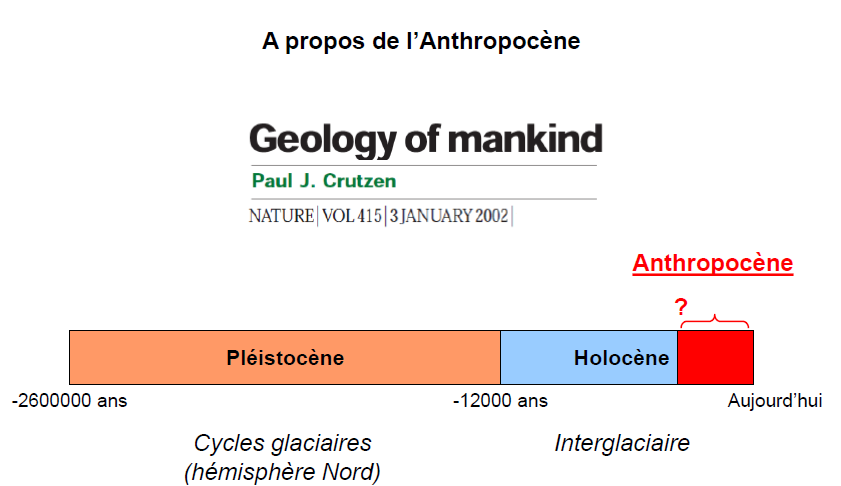 A propos de l'Anthropocène
Geology of mankind
Paul J. Crutzen
NATURE|VOL 415|3 JANUARY 2002|
Anthropocène
?
Pléistocène
Holocène
-2600000 ans
-12000 ans
Aujourd'hui
Cycles glaciaires
(hémisphère Nord)
Interglaciaire